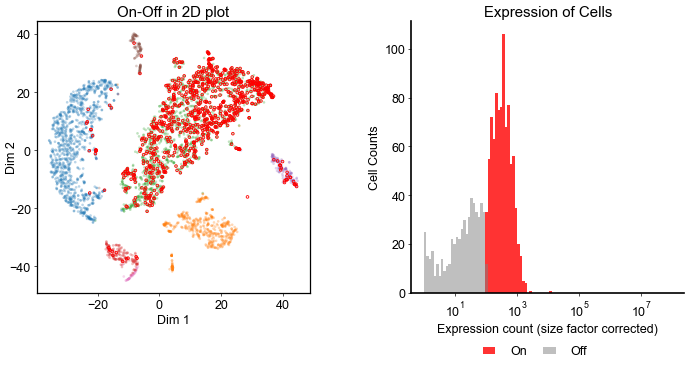 On-Off in 2D plot
40
20
0
−20
−40
−20
0
20
40
Dim 2
Dim 1
Expression of Cells
100
80
60
40
20
0
10^1
10^3
10^5
10^7
Cell Counts
Expression count (size factor corrected)
On
Off